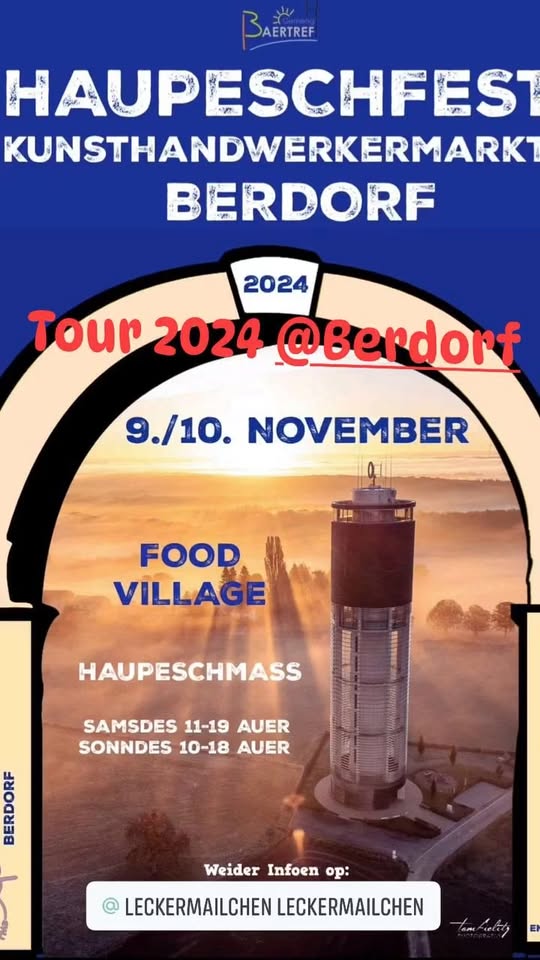 Gemeng
BAERTREF
HAUPESCHFEST
KUNSTHANDWERKERMARKT
BERDORF
2024
Tour 2024 @Berdorf
9./10. NOVEMBER
FOOD
VILLAGE
HAUPESCHMASS
SAMSDES 11-19 AUER
SONNDES 10-18 AUER
BERDORF
Weider Infoen op:
@ LECKERMAILCHEN LECKERMAILCHEN